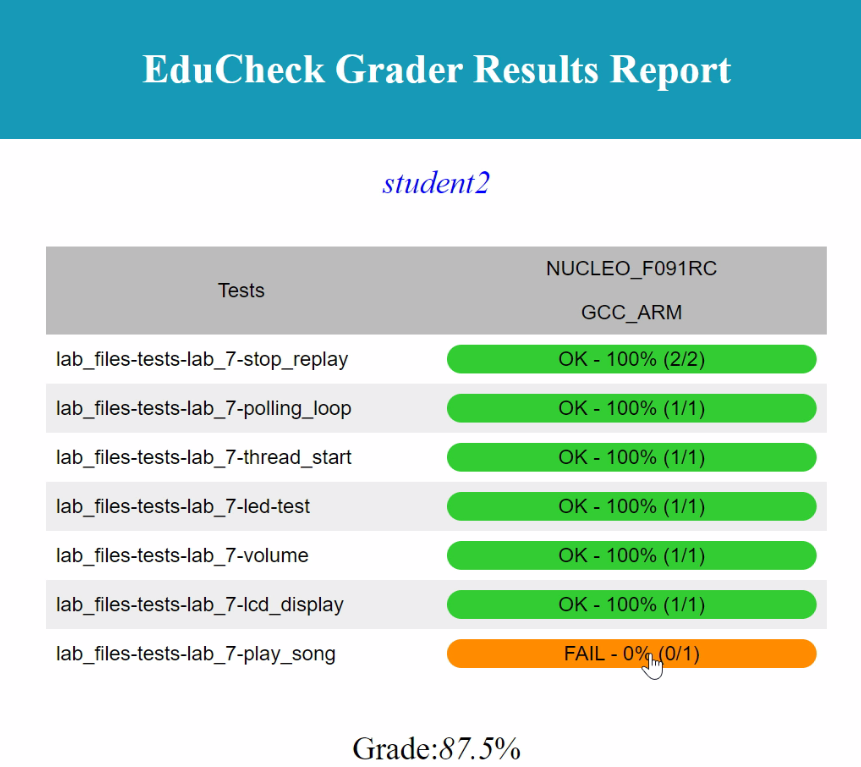 EduCheck Grader Results Report
student2
Tests
NUCLEO_F091RC
GCC_ARM
lab_files-tests-lab_7-stop_replay OK - 100% (2/2)
lab_files-tests-lab_7-polling_loop OK - 100% (1/1)
lab_files-tests-lab_7-thread_start OK - 100% (1/1)
lab_files-tests-lab_7-led-test OK - 100% (1/1)
lab_files-tests-lab_7-volume OK - 100% (1/1)
lab_files-tests-lab_7-lcd_display OK - 100% (1/1)
lab_files-tests-lab_7-play_song FAIL - 0% (0/1)
Grade:87.5%